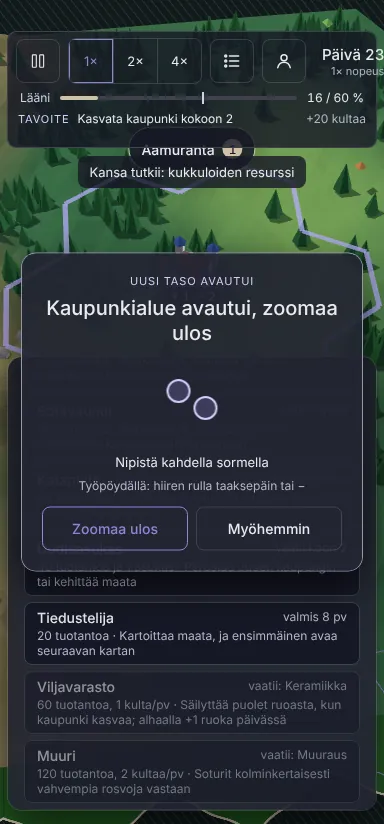 1× 2× 4× Päivä 23
1× nopeus
Lääni 16 / 60 %
TAVOITE Kasvata kaupunki kokoon 2 +20 kultaa
Aamuranta 1
Kansa tutkii: kukkuloiden resurssi
UUSI TASO AVAUTUI
Kaupunkialue avautui, zoomaa
ulos
Nipistä kahdella sormella
Työpöydällä: hiiren rulla taaksepäin tai −
Zoomaa ulos Myöhemmin
tai kehittää maata
Tiedustelija valmis 8 pv
20 tuotantoa · Kartoittaa maata, ja ensimmäinen avaa
seuraavan kartan
Viljavarasto vaatii: Keramiikka
60 tuotantoa, 1 kulta/pv · Säilyttää puolet ruoasta, kun
kaupunki kasvaa; alhaalla +1 ruoka päivässä
Muuri vaatii: Muuraus
120 tuotantoa, 2 kultaa/pv · Soturit kolminkertaisesti
vahvempia rosvoja vastaan